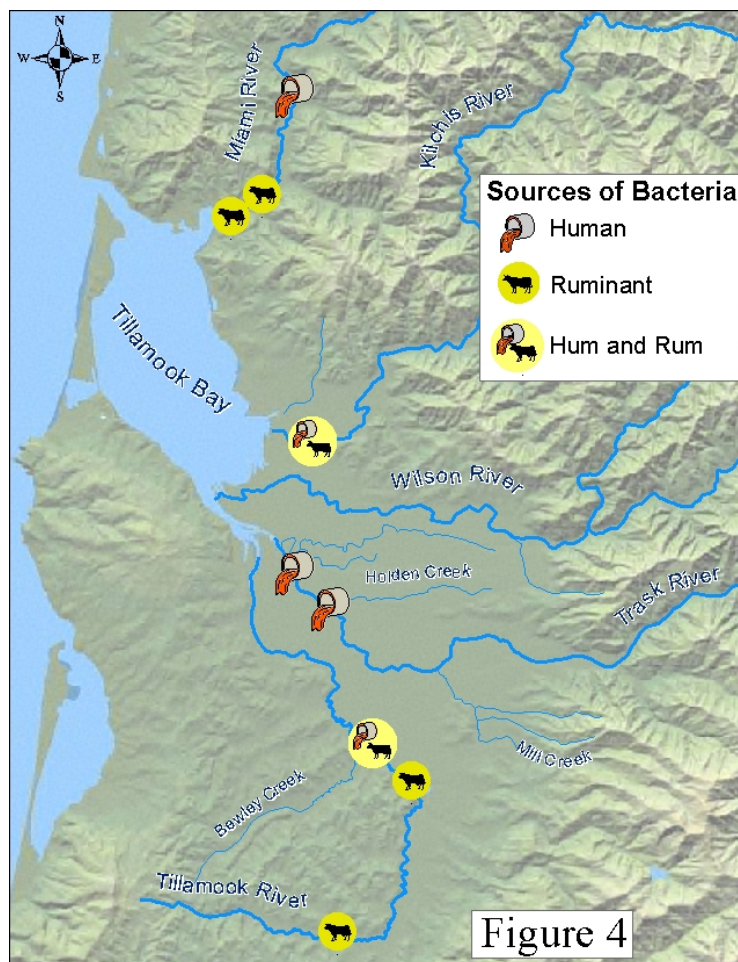 N
W E
S
Miami River
Kilchis River
Sources of Bacteria
Human
Ruminant
Hum and Rum
Tillamook Bay
Wilson River
Holden Creek
Trask River
Mill Creek
Bewley Creek
Tillamook River
Figure 4